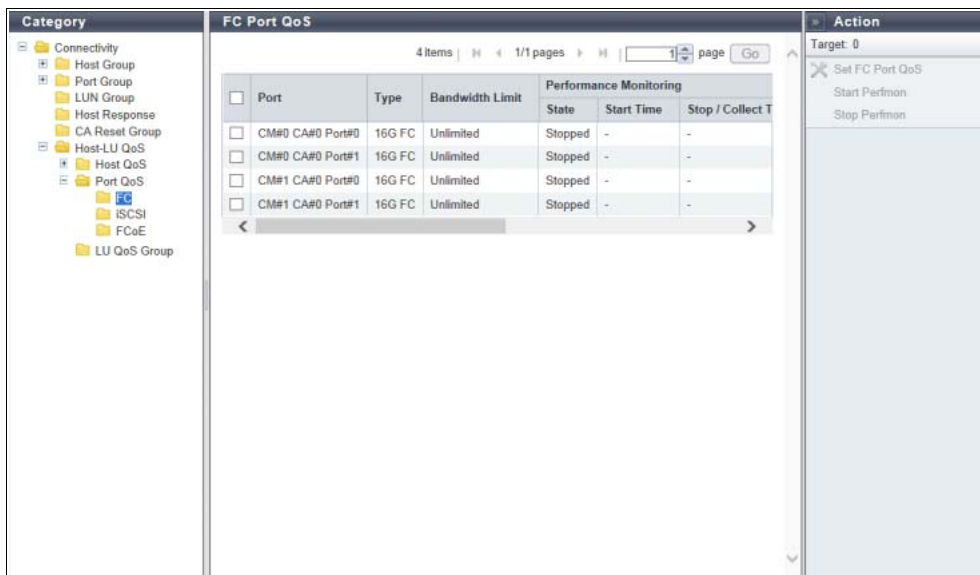 Category
Connectivity
Host Group
Port Group
LUN Group
Host Response
CA Reset Group
Host-LU QoS
Host QoS
Port QoS
FC
iSCSI
FCoE
LU QoS Group
FC Port QoS
4 items | 1/1 pages | 1 page Go
Port Type Bandwidth Limit Performance Monitoring
State Start Time Stop / Collect T
CM#0 CA#0 Port#0 16G FC Unlimited Stopped - -
CM#0 CA#0 Port#1 16G FC Unlimited Stopped - -
CM#1 CA#0 Port#0 16G FC Unlimited Stopped - -
CM#1 CA#0 Port#1 16G FC Unlimited Stopped - -
» Action
Target: 0
Set FC Port QoS
Start Perfmon
Stop Perfmon